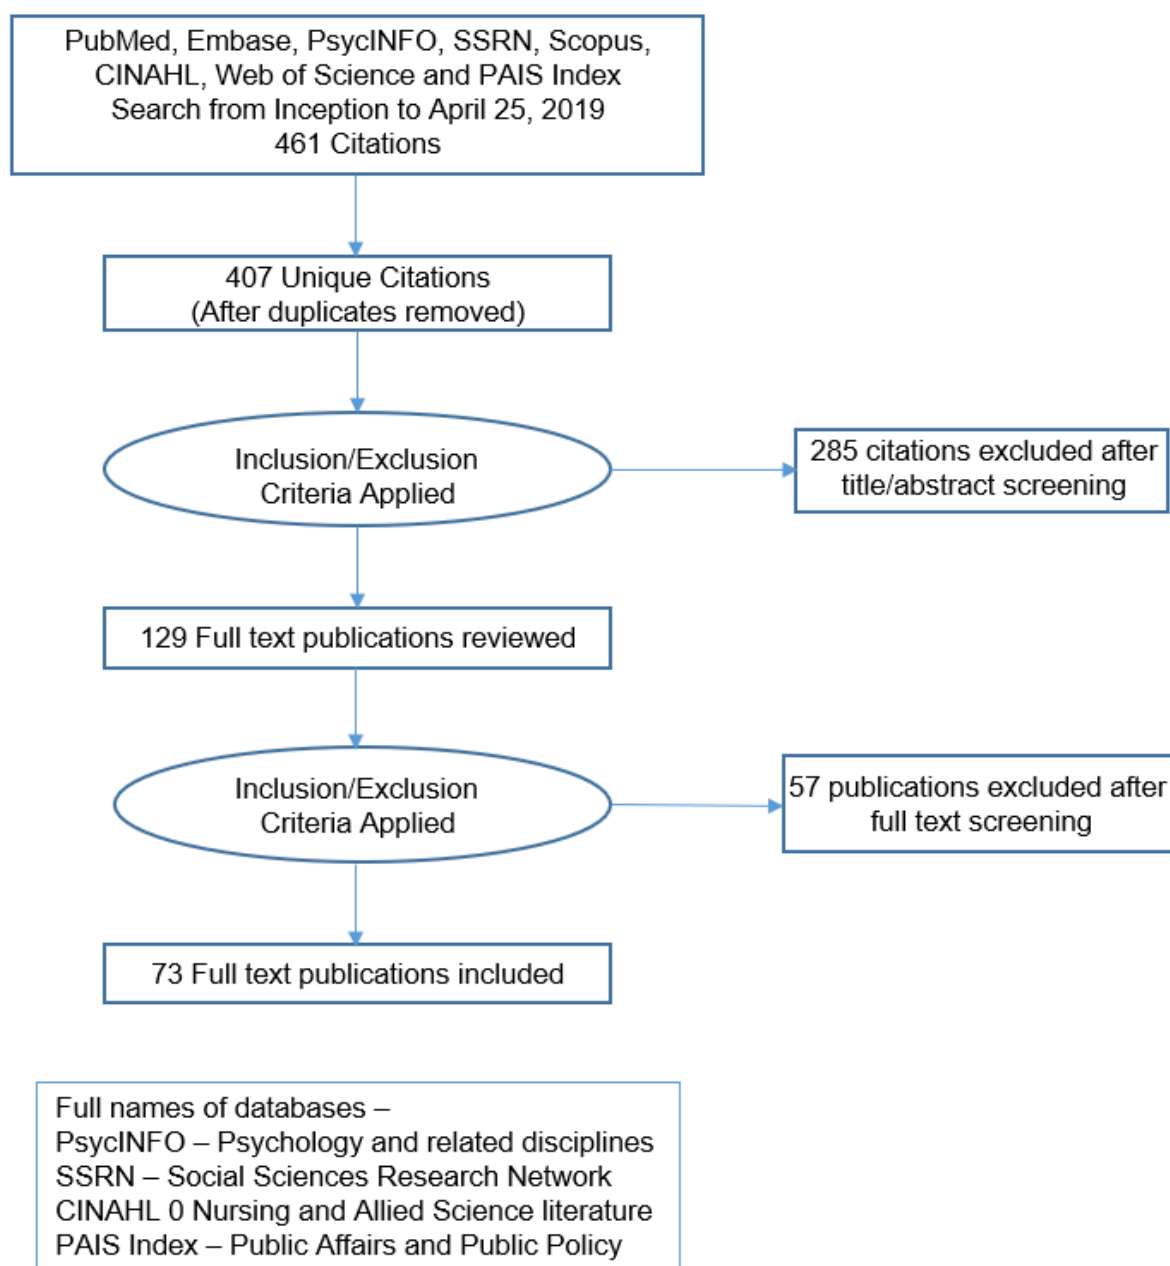 PubMed, Embase, PsycINFO, SSRN, Scopus,
CINAHL, Web of Science and PAIS Index
Search from Inception to April 25, 2019
461 Citations
407 Unique Citations
(After duplicates removed)
Inclusion/Exclusion
Criteria Applied
285 citations excluded after
title/abstract screening
129 Full text publications reviewed
Inclusion/Exclusion
Criteria Applied
57 publications excluded after
full text screening
73 Full text publications included
Full names of databases –
PsycINFO – Psychology and related disciplines
SSRN – Social Sciences Research Network
CINAHL 0 Nursing and Allied Science literature
PAIS Index – Public Affairs and Public Policy